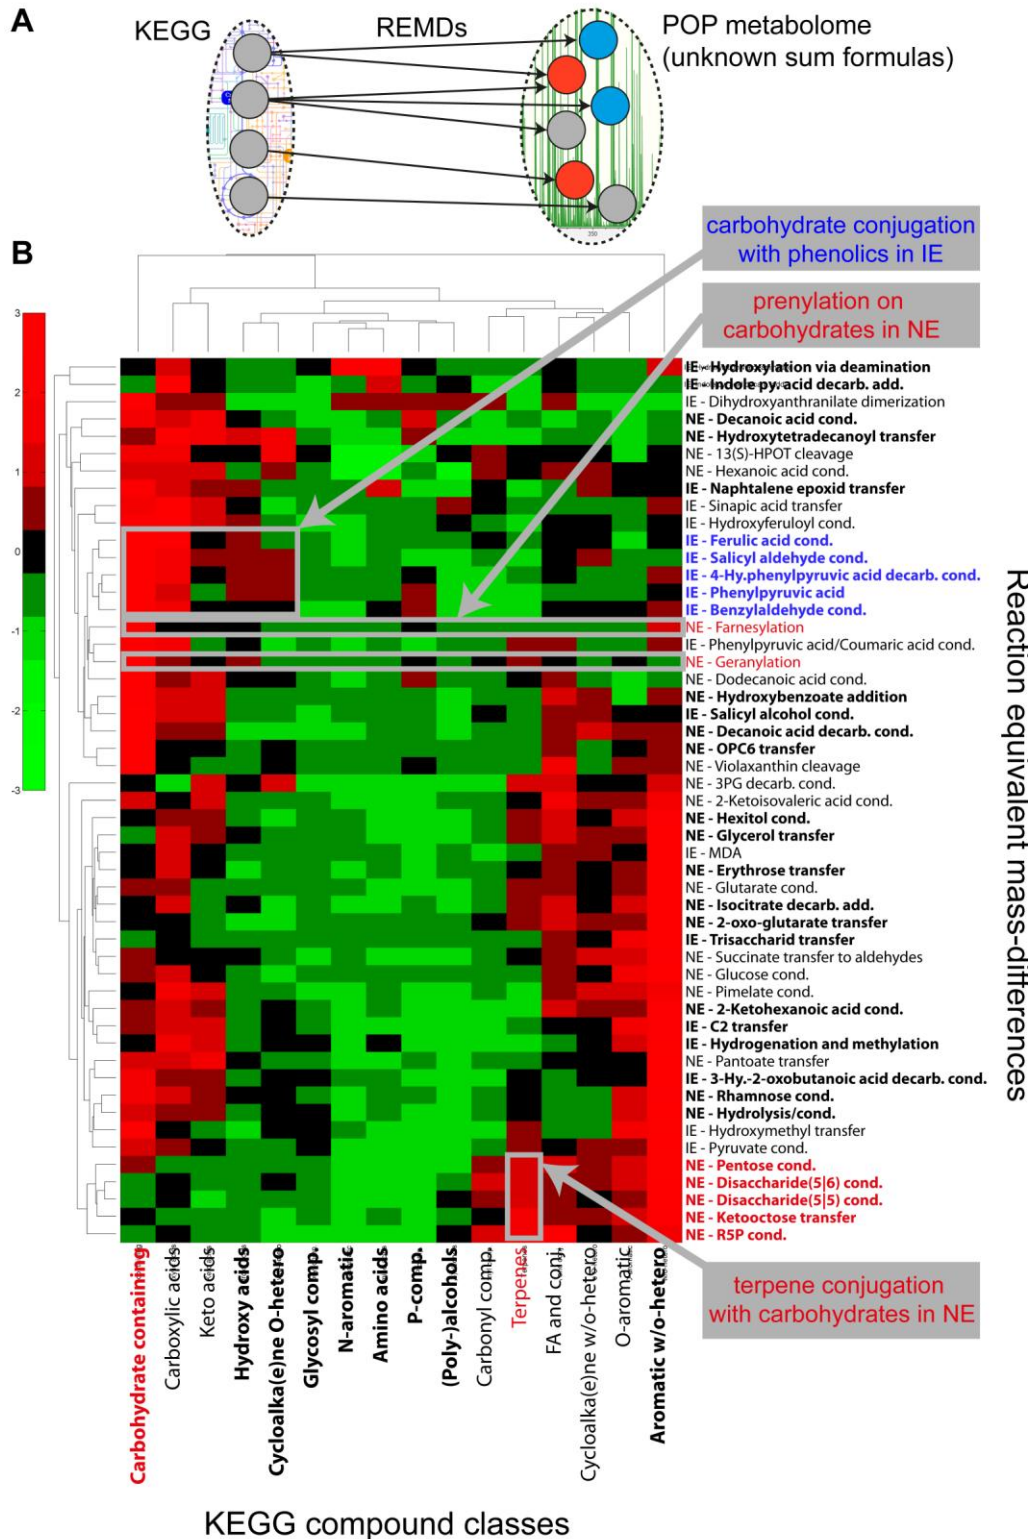 A
KEGG
REMDs
POP metabolome
(unknown sum formulas)
carbohydrate conjugation
with phenolics in IE
B
prenylation on
carbohydrates in NE
3
2
1
0
-1
-2
-3
IE - Hydroxylation via deamination
IE - Indole py. acid decarb. add.
IE - Dihydroxyanthranilate dimerization
NE - Decanoic acid cond.
NE - Hydroxytetradecanoyl transfer
NE - 13(S)-HPOT cleavage
NE - Hexanoic acid cond.
IE - Naphtalene epoxid transfer
IE - Sinapic acid transfer
IE - Hydroxyferuloyl cond.
IE - Ferulic acid cond.
IE - Salicyl aldehyde cond.
IE - 4-Hy.phenylpyruvic acid decarb. cond.
IE - Phenylpyruvic acid
IE - Benzylaldehyde cond.
NE - Farnesylation
IE - Phenylpyruvic acid/Coumaric acid cond.
NE - Geranylation
NE - Dodecanoic acid cond.
NE - Hydroxybenzoate addition
IE - Salicyl alcohol cond.
NE - Decanoic acid decarb. cond.
NE - OPC6 transfer
NE - Violaxanthin cleavage
NE - 3PG decarb. cond.
NE - 2-Ketoisovaleric acid cond.
NE - Hexitol cond.
NE - Glycerol transfer
IE - MDA
NE - Erythrose transfer
NE - Glutarate cond.
NE - Isocitrate decarb. add.
NE - 2-oxo-glutarate transfer
IE - Trisaccharid transfer
NE - Succinate transfer to aldehydes
NE - Glucose cond.
NE - Pimelate cond.
NE - 2-Ketohexanoic acid cond.
IE - C2 transfer
IE - Hydrogenation and methylation
NE - Pantoate transfer
IE - 3-Hy.-2-oxobutanoic acid decarb. cond.
NE - Rhamnose cond.
NE - Hydrolysis/cond.
IE - Hydroxymethyl transfer
IE - Pyruvate cond.
NE - Pentose cond.
NE - Disaccharide(5|6) cond.
NE - Disaccharide(5|5) cond.
NE - Ketooctose transfer
NE - R5P cond.
Reaction equivalent mass-differences
terpene conjugation
with carbohydrates in NE
Carbohydrate containing
Carboxylic acids
Keto acids
Hydroxy acids
Cycloalka(e)ne O-hetero
Glycosyl comp.
N-aromatic
Amino acids
P-comp.
(Poly-)alcohols
Carbonyl comp.
Terpenes
FA and conj.
Cycloalka(e)ne w/o-hetero
O-aromatic
Aromatic w/o-hetero
KEGG compound classes